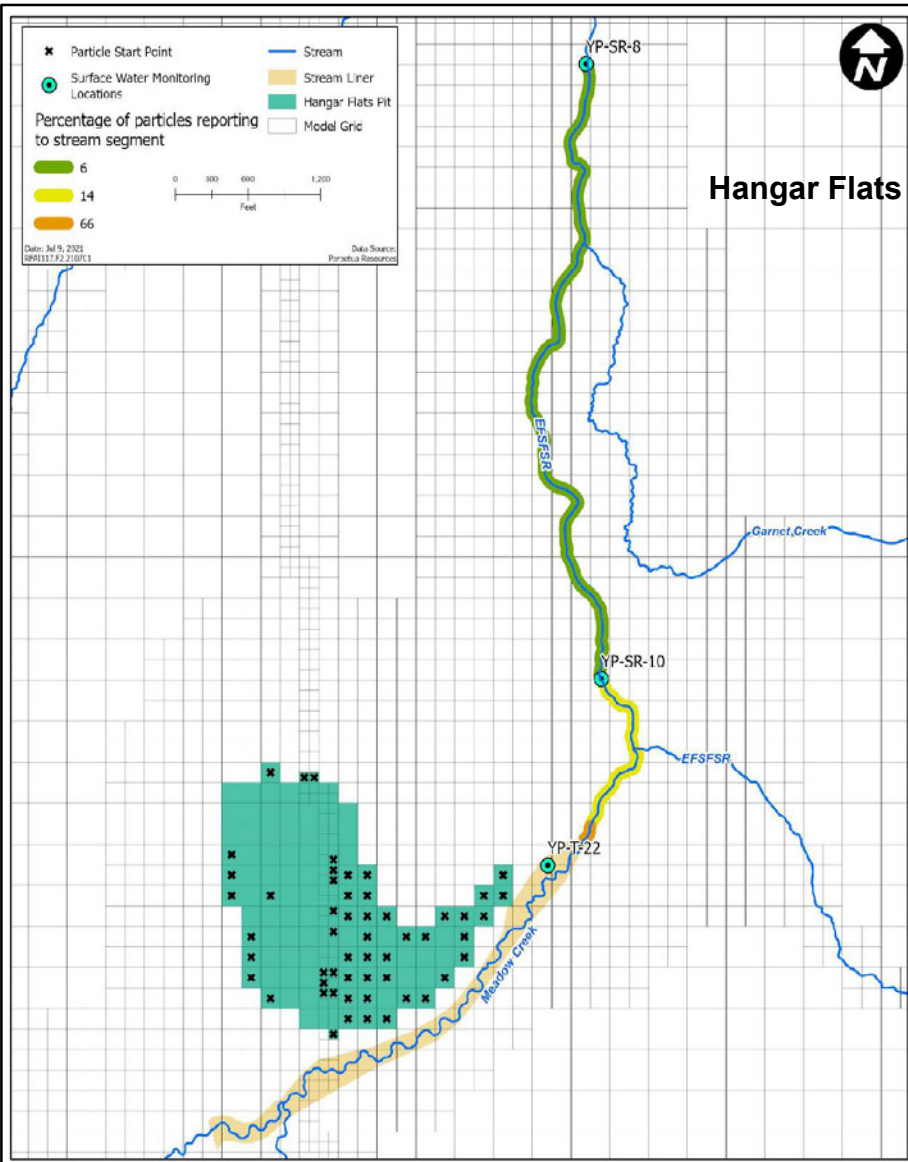 Particle Start Point
Surface Water Monitoring
Locations
Percentage of particles reporting
to stream segment
6
14
66
Stream
Stream Liner
Hangar Flats Pit
Model Grid
0 300 600 1,200
Feet
Date: Jul 9, 2021
Data Source:
Perpetua Resources
N
YP-SR-8
Hangar Flats
EFSFSR
Garnet Creek
YP-SR-10
EFSFSR
YP-T-22
Meadow Creek